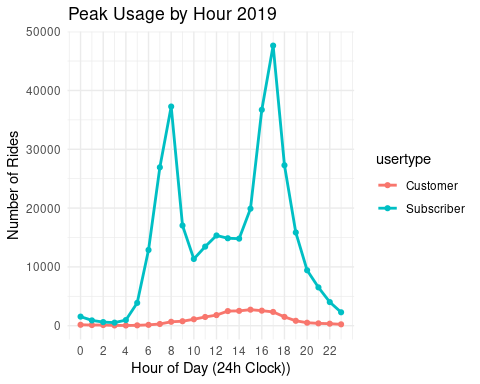 Peak Usage by Hour 2019
50000
40000
30000
20000
10000
0
Number of Rides
0 2 4 6 8 10 12 14 16 18 20 22
Hour of Day (24h Clock))
usertype
Customer
Subscriber